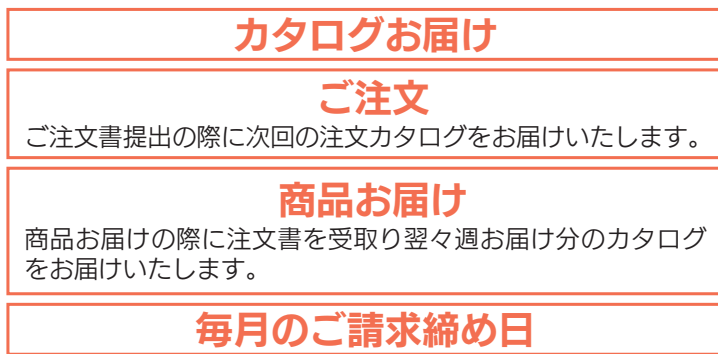 カタログお届け
ご注文
ご注文書提出の際に次回の注文カタログをお届けいたします。
商品お届け
商品お届けの際に注文書を受取り翌々週お届け分のカタログ
をお届けいたします。
毎月のご請求締め日